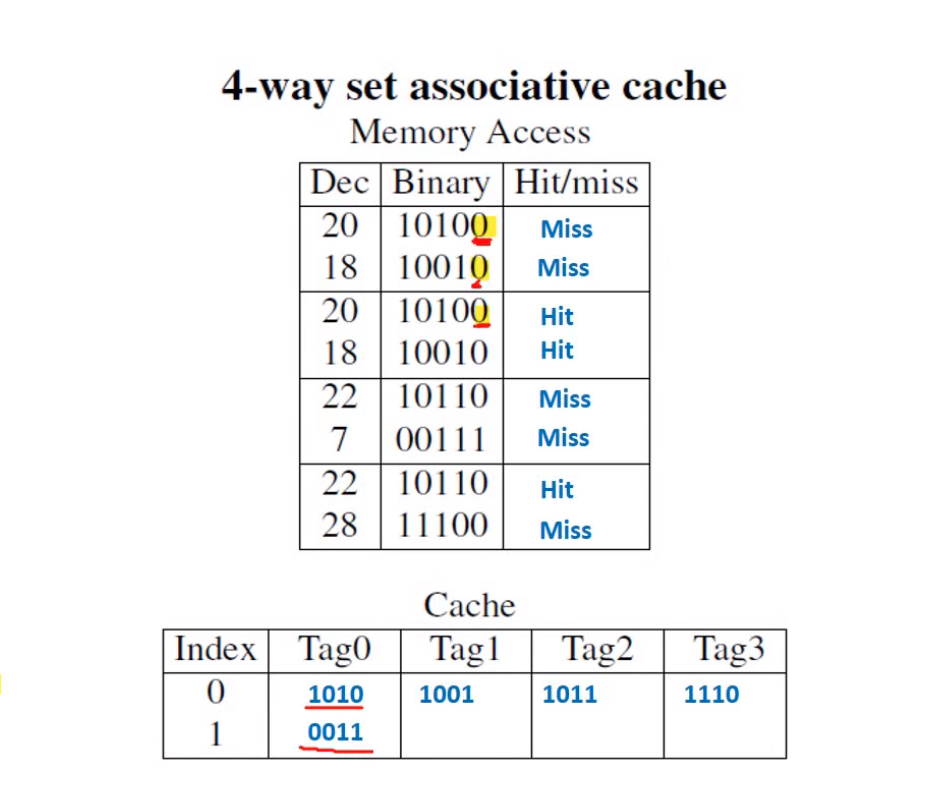 4-way set associative cache
Memory Access
Dec Binary Hit/miss
20 10100 Miss
18 10010 Miss
20 10100 Hit
18 10010 Hit
22 10110 Miss
7 00111 Miss
22 10110 Hit
28 11100 Miss
Cache
Index Tag0 Tag1 Tag2 Tag3
0 1010 1001 1011 1110
1 0011